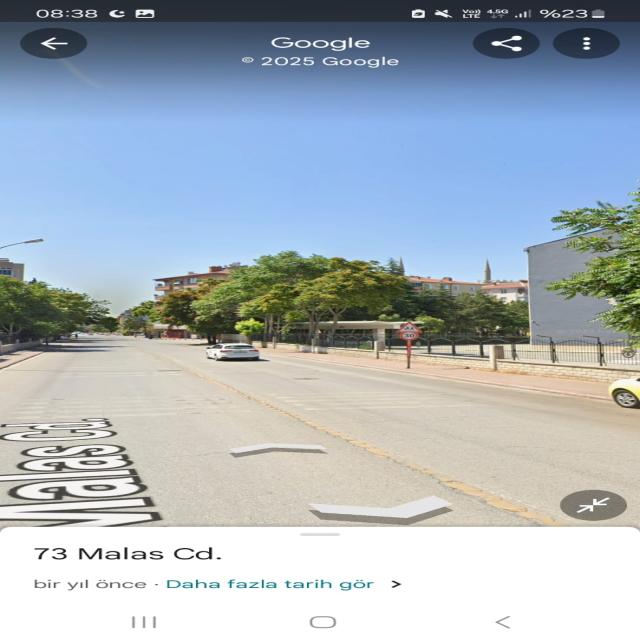 08:38
Vo)) LTE 4.5G %23
Google
© 2025 Google
50
Malas Cd.
73 Malas Cd.
bir yıl önce · Daha fazla tarih gör >